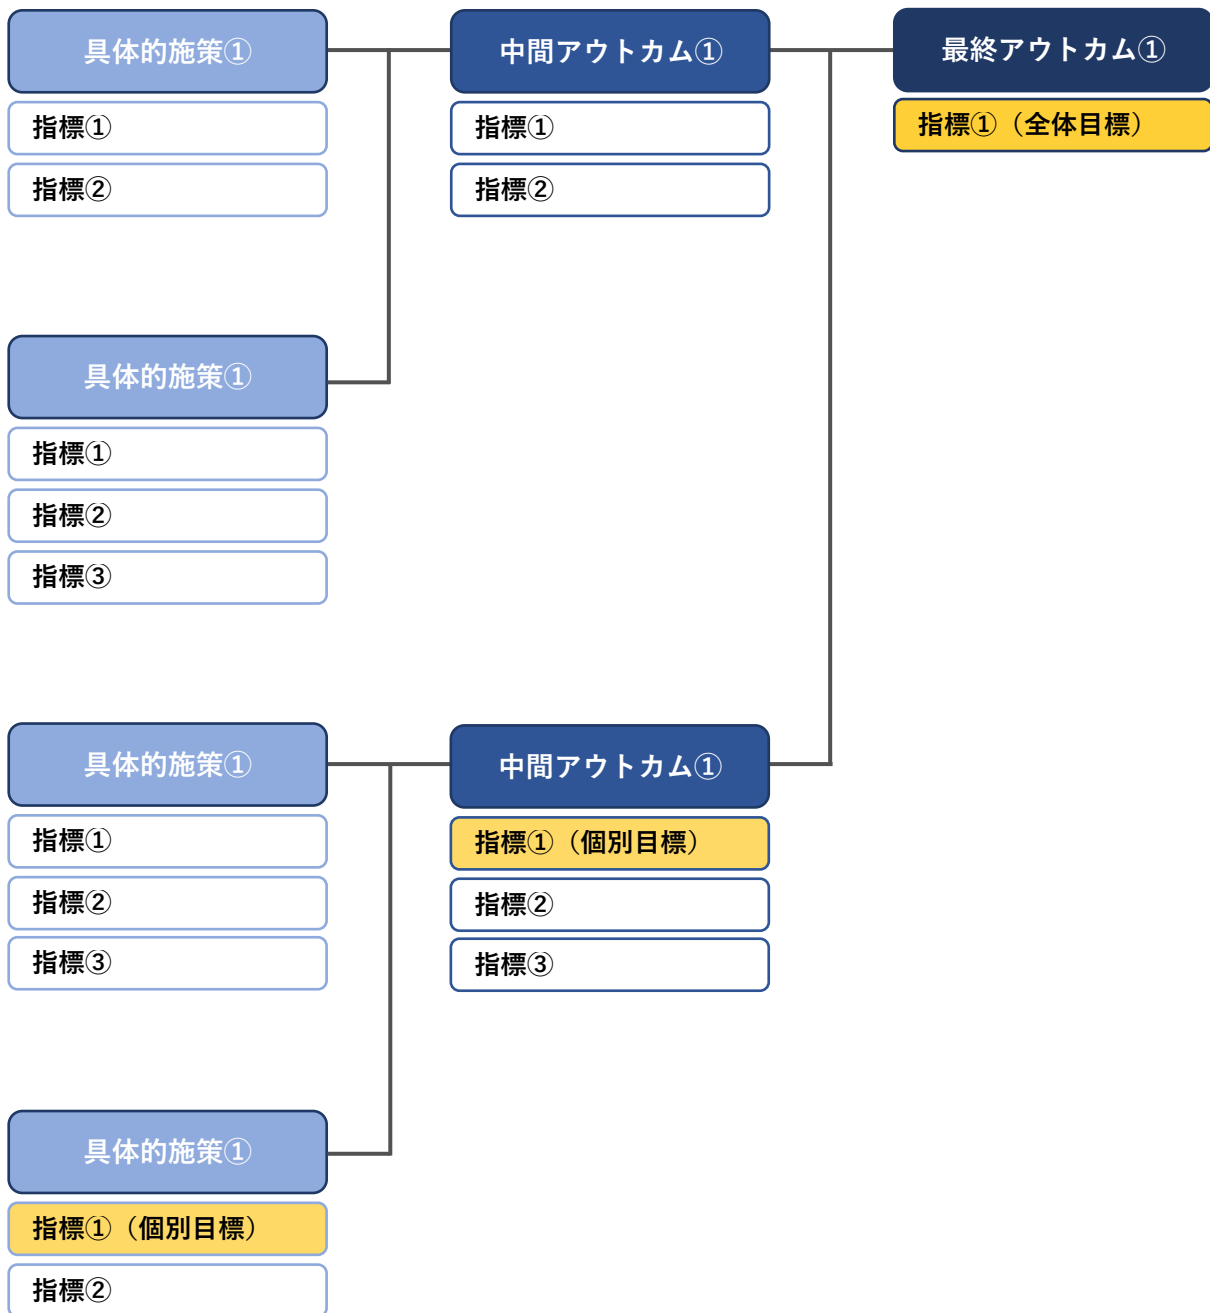 具体的施策①
指標①
指標②
具体的施策①
指標①
指標②
指標③
具体的施策①
指標①
指標②
指標③
具体的施策①
指標①（個別目標）
指標②
中間アウトカム①
指標①
指標②
中間アウトカム①
指標①（個別目標）
指標②
指標③
最終アウトカム①
指標①（全体目標）